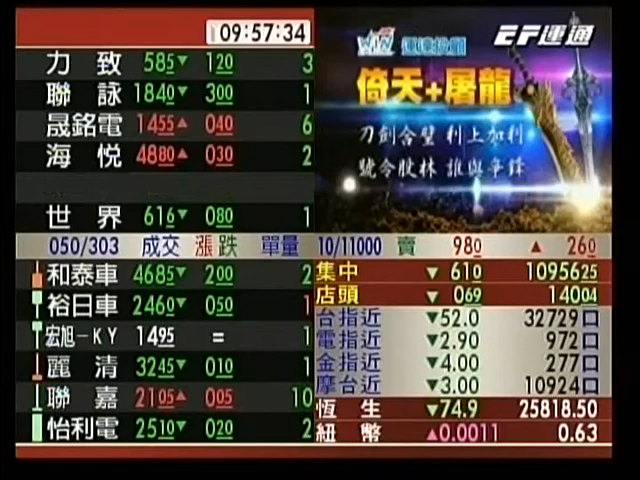 09:57:34
力 致 585▼ 120 3
聯 詠 1840▼ 300 1
晟銘電 1455▲ 040 6
海 悦 4880▲ 030 2
世 界 616▼ 080 1
050/303 成交 漲跌 單量
和泰車 4685▼ 200 2
裕日車 2460▼ 050 1
宏旭-KY 1495 = 1
麗 清 3245▼ 010 1
聯 嘉 2105▲ 005 10
怡利電 2510▼ 020 2
WIN 運達投顧 EF運通
倚天+屠龍
刀劍合璧 利上加利
號令股林 誰與爭鋒
10/11000 賣 980 ▲ 260
集中 ▼ 610 1095625
店頭 ▼ 069 14004
台指近 ▼52.0 32729口
電指近 ▼2.90 972口
金指近 ▼4.00 277口
摩台近 ▼3.00 10924口
恆 生 ▼74.9 25818.50
紐 幣 ▲0.0011 0.63